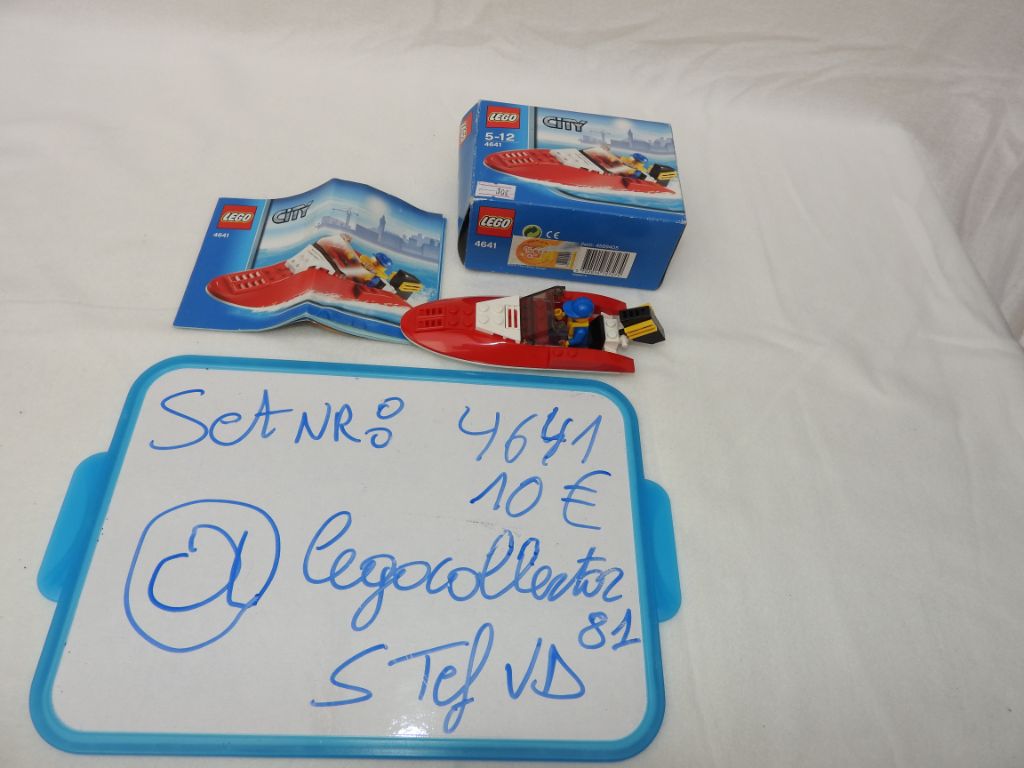 LEGO CITY
5-12
4641
LEGO
4641
CE
LEGO CITY
4641
Set NR: 4641
10 €
@ legocollector
81
STef VD